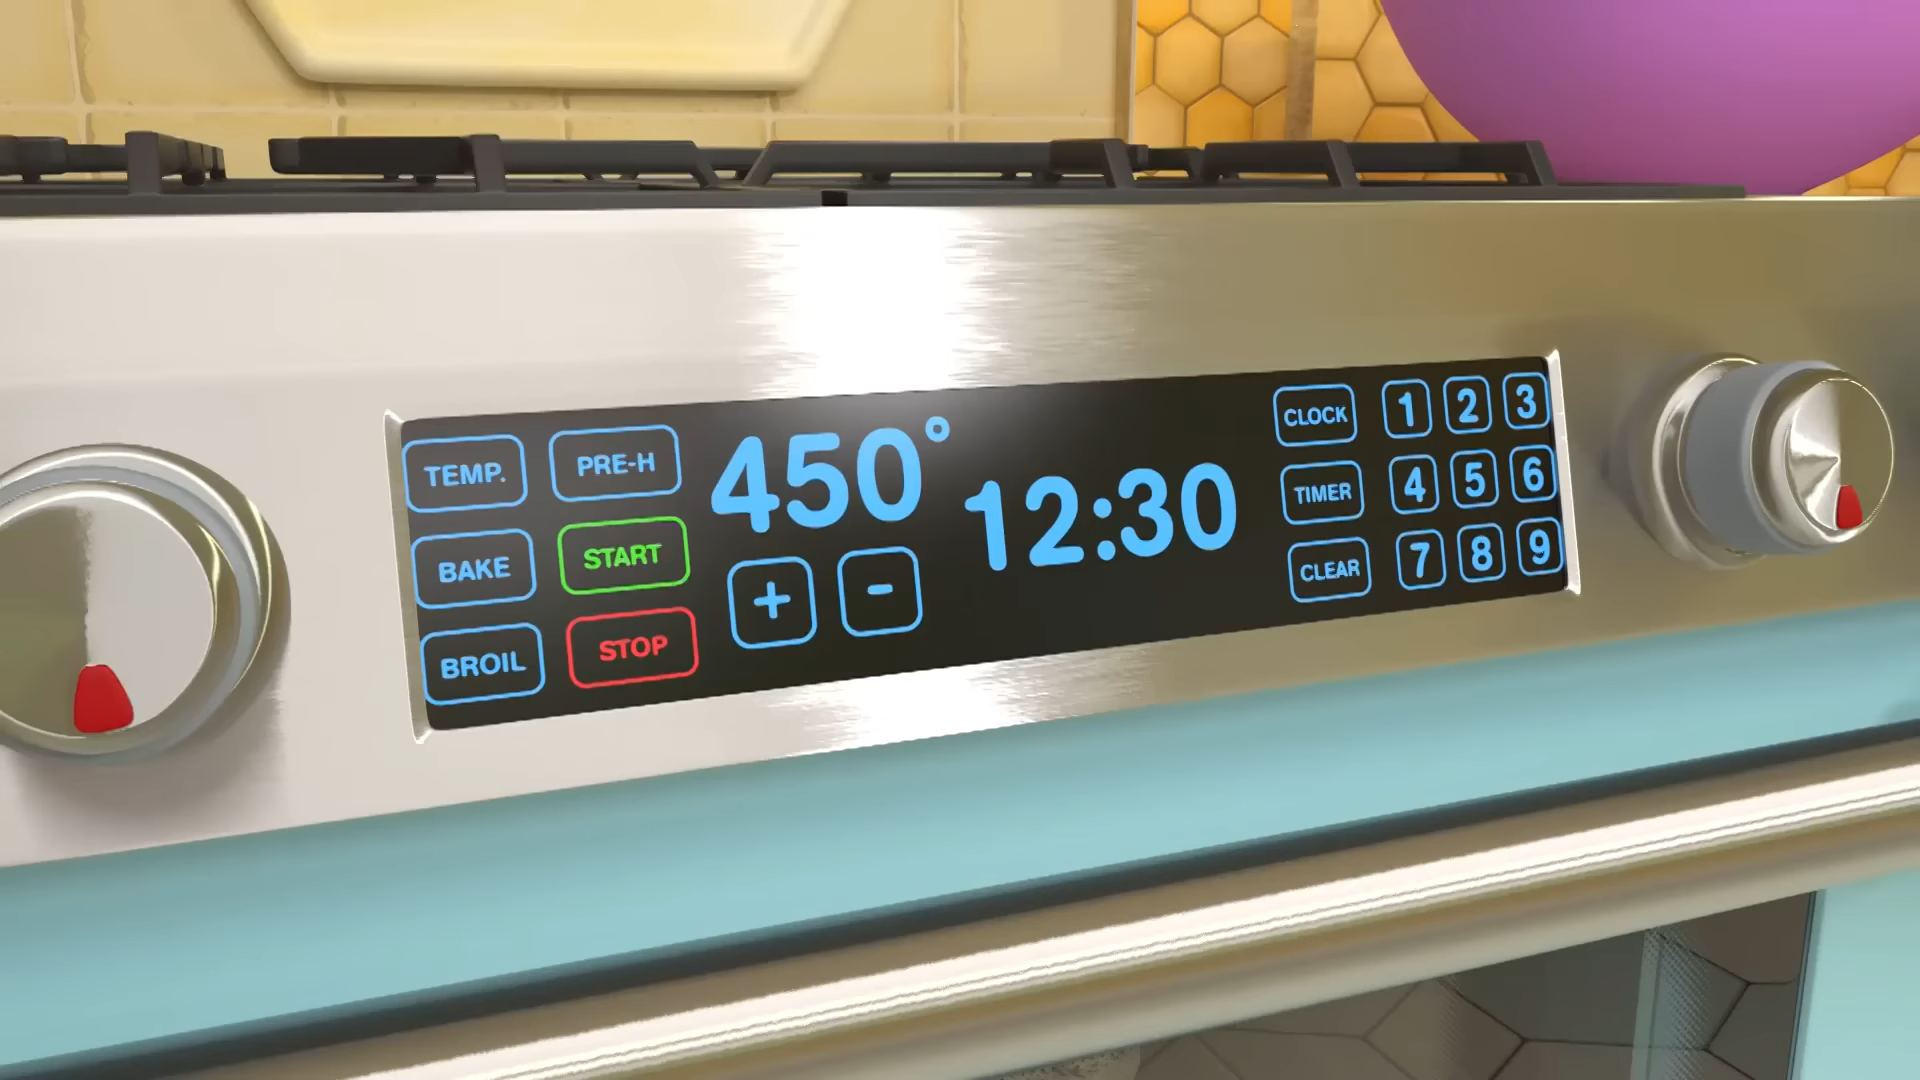 TEMP. PRE-H 450° 12:30 CLOCK 1 2 3
BAKE START + - TIMER 4 5 6
BROIL STOP CLEAR 7 8 9